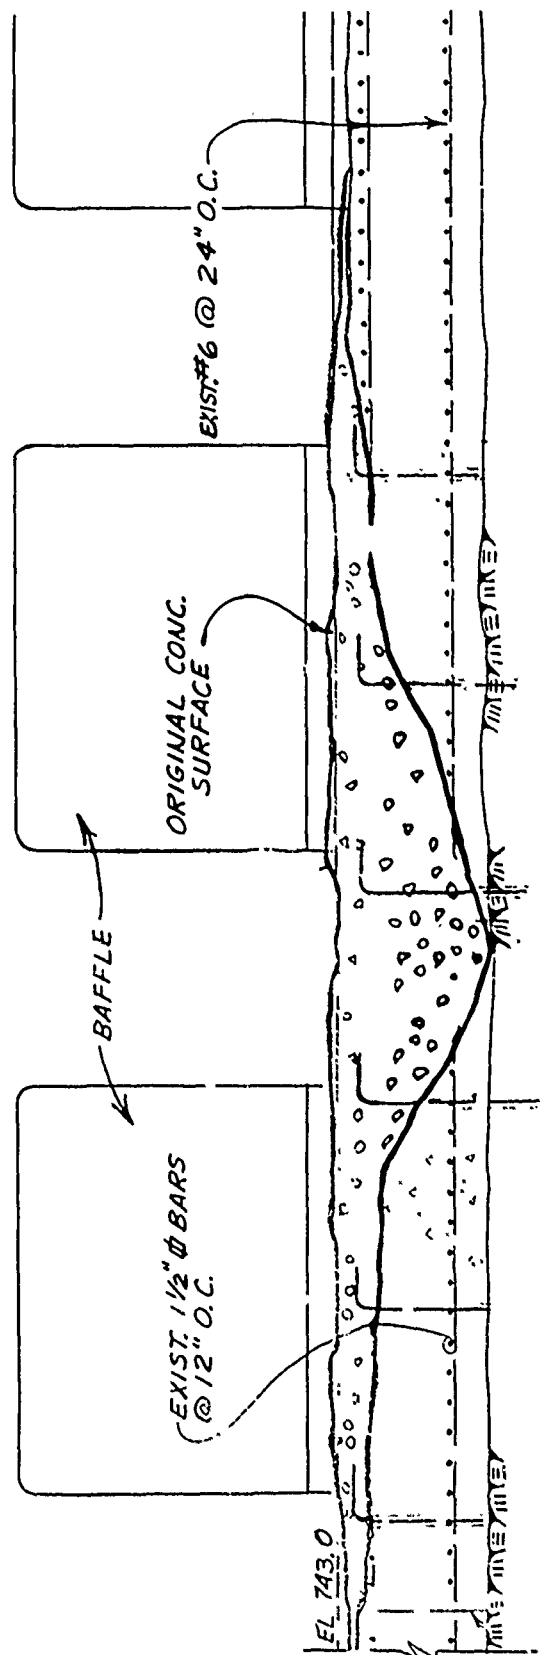 EXIST. #6 @ 24" O.C.
ORIGINAL CONC.
SURFACE
BAFFLE
EXIST. 1½" ⌀ BARS
@ 12" O.C.
EL 743.0